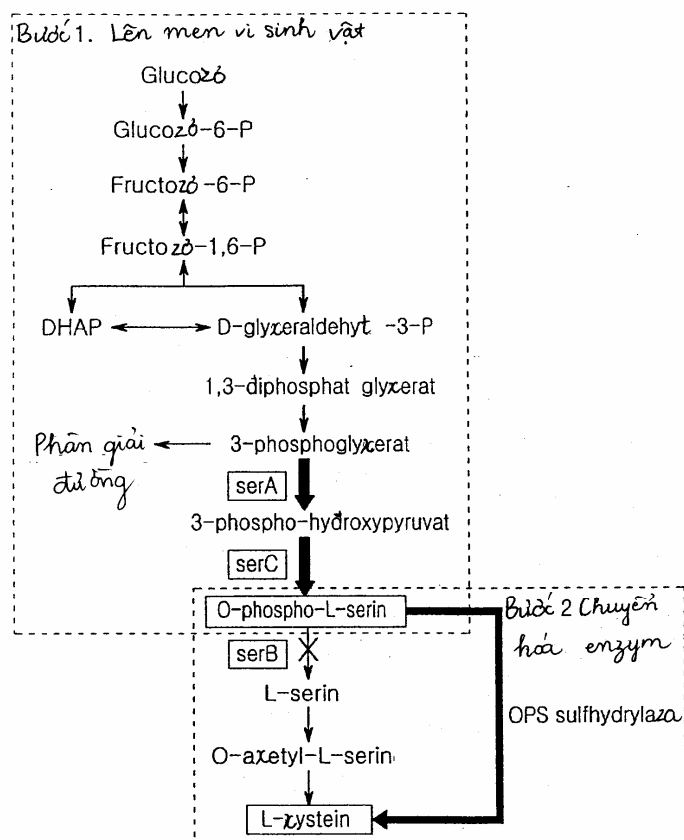 Bước 1. Lên men vi sinh vật
Glucozơ
Glucozơ-6-P
Fructozơ-6-P
Fructozơ-1,6-P
DHAP
D-glyxeraldehyt -3-P
1,3-diphosphat glyxerat
Phân giải
đường
3-phosphoglyxerat
serA
3-phospho-hyđroxypyruvat
serC
O-phospho-L-serin
Bước 2 Chuyển
hóa enzym
serB
L-serin
OPS sulfhydrylaza
O-axetyl-L-serin
L-xystein